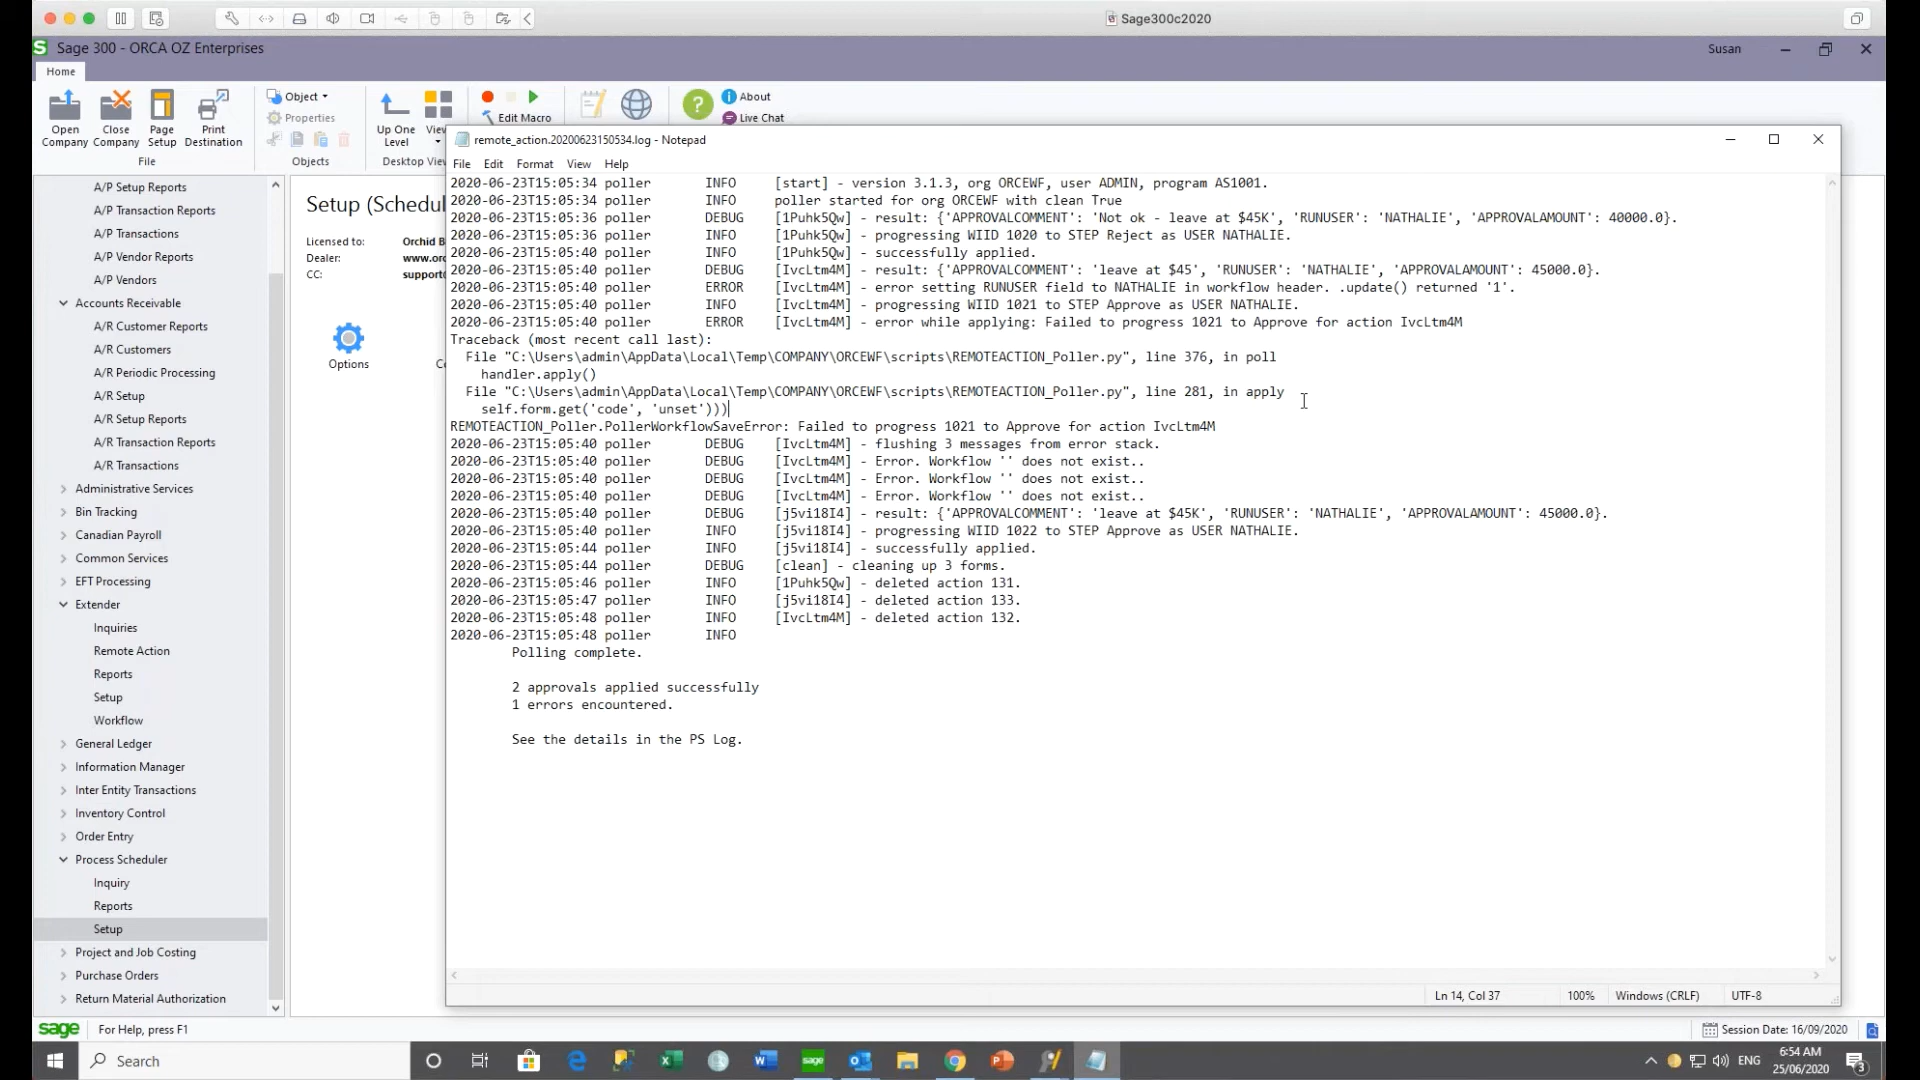 Sage300c2020
Sage 300 - ORCA OZ Enterprises
Susan
Home
Open Company
Close Company
Page Setup
Print Destination
File
Object
Properties
Objects
Up One Level
Desktop
Edit Macro
?
About
Live Chat
A/P Setup Reports
A/P Transaction Reports
A/P Transactions
A/P Vendor Reports
A/P Vendors
Accounts Receivable
A/R Customer Reports
A/R Customers
A/R Periodic Processing
A/R Setup
A/R Setup Reports
A/R Transaction Reports
A/R Transactions
Administrative Services
Bin Tracking
Canadian Payroll
Common Services
EFT Processing
Extender
Inquiries
Remote Action
Reports
Setup
Workflow
General Ledger
Information Manager
Inter Entity Transactions
Inventory Control
Order Entry
Process Scheduler
Inquiry
Reports
Setup
Project and Job Costing
Purchase Orders
Return Material Authorization
Setup (Schedul
Licensed to: Orchid B
Dealer: www.orc
CC: support(
Options
remote_action.20200623150534.log - Notepad
File Edit Format View Help
2020-06-23T15:05:34 poller INFO [start] - version 3.1.3, org ORCEWF, user ADMIN, program AS1001.
2020-06-23T15:05:34 poller INFO poller started for org ORCEWF with clean True
2020-06-23T15:05:36 poller DEBUG [1Puhk5Qw] - result: {'APPROVALCOMMENT': 'Not ok - leave at $45K', 'RUNUSER': 'NATHALIE', 'APPROVALAMOUNT': 40000.0}.
2020-06-23T15:05:36 poller INFO [1Puhk5Qw] - progressing WIID 1020 to STEP Reject as USER NATHALIE.
2020-06-23T15:05:40 poller INFO [1Puhk5Qw] - successfully applied.
2020-06-23T15:05:40 poller DEBUG [IvcLtm4M] - result: {'APPROVALCOMMENT': 'leave at $45', 'RUNUSER': 'NATHALIE', 'APPROVALAMOUNT': 45000.0}.
2020-06-23T15:05:40 poller ERROR [IvcLtm4M] - error setting RUNUSER field to NATHALIE in workflow header. .update() returned '1'.
2020-06-23T15:05:40 poller INFO [IvcLtm4M] - progressing WIID 1021 to STEP Approve as USER NATHALIE.
2020-06-23T15:05:40 poller ERROR [IvcLtm4M] - error while applying: Failed to progress 1021 to Approve for action IvcLtm4M
Traceback (most recent call last):
File "C:\Users\admin\AppData\Local\Temp\COMPANY\ORCEWF\scripts\REMOTEACTION_Poller.py", line 376, in poll
handler.apply()
File "C:\Users\admin\AppData\Local\Temp\COMPANY\ORCEWF\scripts\REMOTEACTION_Poller.py", line 281, in apply
self.form.get('code', 'unset')))
REMOTEACTION_Poller.PollerWorkflowSaveError: Failed to progress 1021 to Approve for action IvcLtm4M
2020-06-23T15:05:40 poller DEBUG [IvcLtm4M] - flushing 3 messages from error stack.
2020-06-23T15:05:40 poller DEBUG [IvcLtm4M] - Error. Workflow '' does not exist..
2020-06-23T15:05:40 poller DEBUG [IvcLtm4M] - Error. Workflow '' does not exist..
2020-06-23T15:05:40 poller DEBUG [IvcLtm4M] - Error. Workflow '' does not exist..
2020-06-23T15:05:40 poller DEBUG [j5vi18I4] - result: {'APPROVALCOMMENT': 'leave at $45K', 'RUNUSER': 'NATHALIE', 'APPROVALAMOUNT': 45000.0}.
2020-06-23T15:05:40 poller INFO [j5vi18I4] - progressing WIID 1022 to STEP Approve as USER NATHALIE.
2020-06-23T15:05:44 poller INFO [j5vi18I4] - successfully applied.
2020-06-23T15:05:44 poller DEBUG [clean] - cleaning up 3 forms.
2020-06-23T15:05:46 poller INFO [1Puhk5Qw] - deleted action 131.
2020-06-23T15:05:47 poller INFO [j5vi18I4] - deleted action 133.
2020-06-23T15:05:48 poller INFO [IvcLtm4M] - deleted action 132.
2020-06-23T15:05:48 poller INFO
Polling complete.
2 approvals applied successfully
1 errors encountered.
See the details in the PS Log.
Ln 14, Col 37 100% Windows (CRLF) UTF-8
sage For Help, press F1
Session Date: 16/09/2020
Search
sage
ENG
6:54 AM
25/06/2020
3